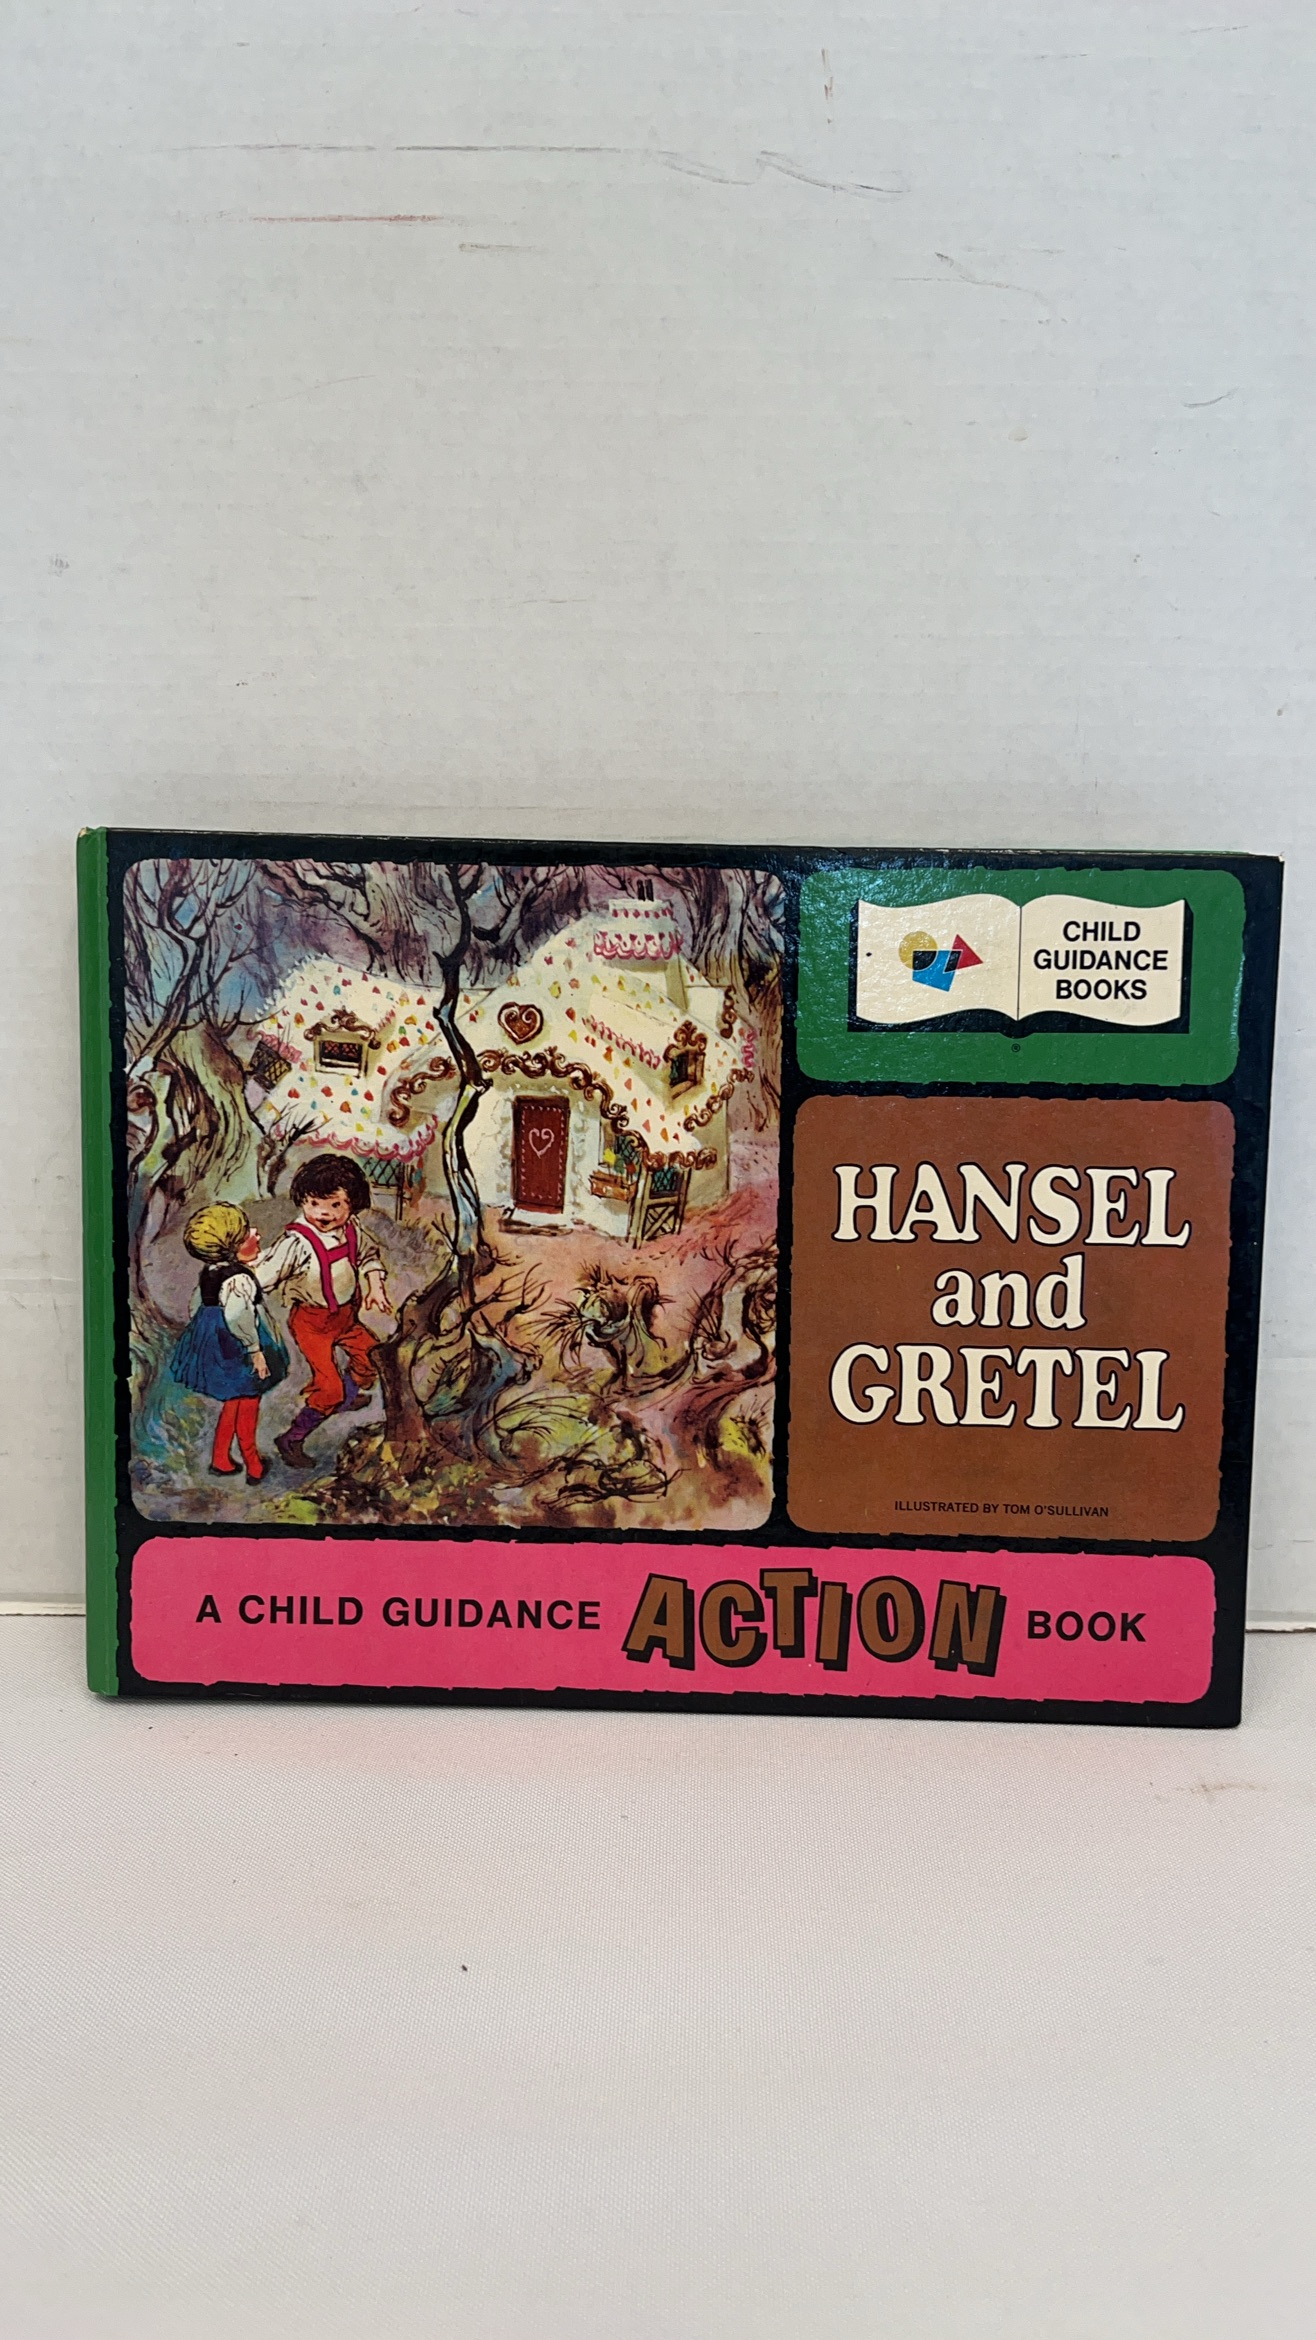 CHILD
GUIDANCE
BOOKS
®
HANSEL
and
GRETEL
ILLUSTRATED BY TOM O'SULLIVAN
A CHILD GUIDANCE ACTION BOOK